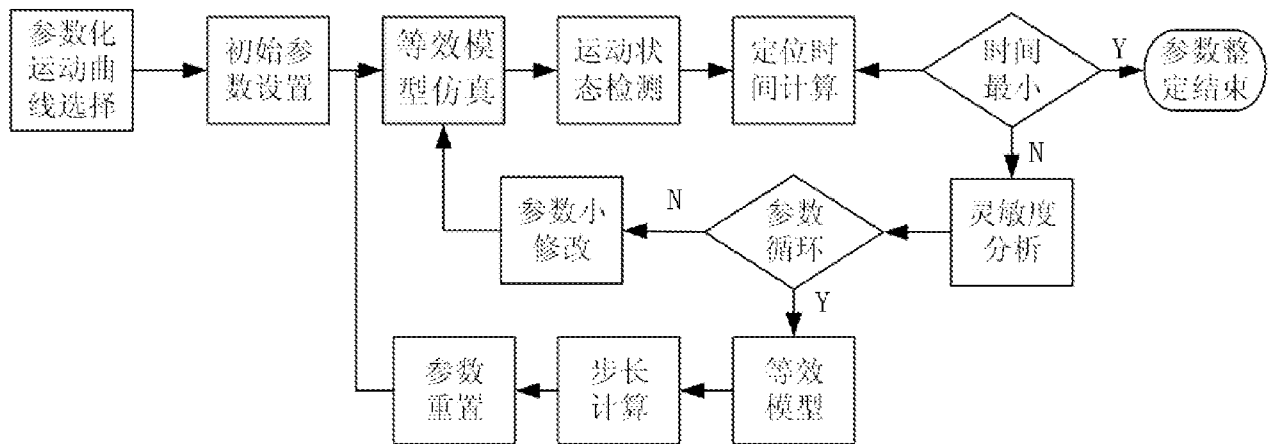 参数化
运动曲
线选择
初始参
数设置
等效模
型仿真
运动状
态检测
定位时
间计算
时间
最小
Y
参数整
定结束
N
灵敏度
分析
参数
循环
N
参数小
修改
Y
等效
模型
步长
计算
参数
重置